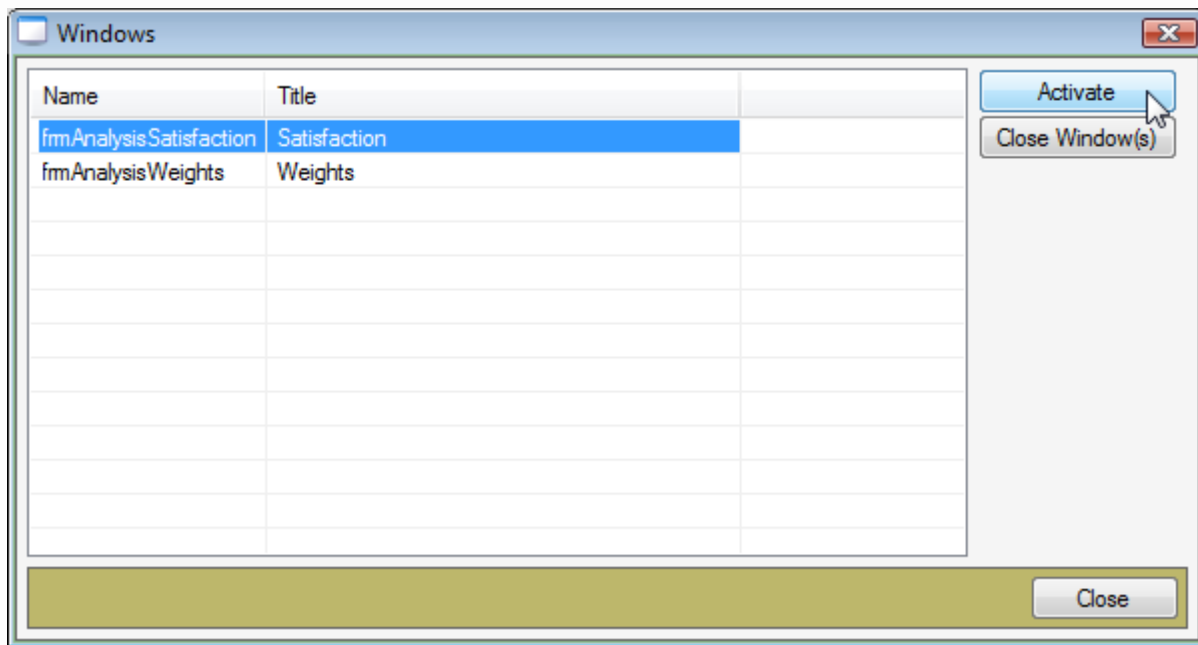 Windows
Name Title
frmAnalysisSatisfaction Satisfaction
frmAnalysisWeights Weights
Activate
Close Window(s)
Close